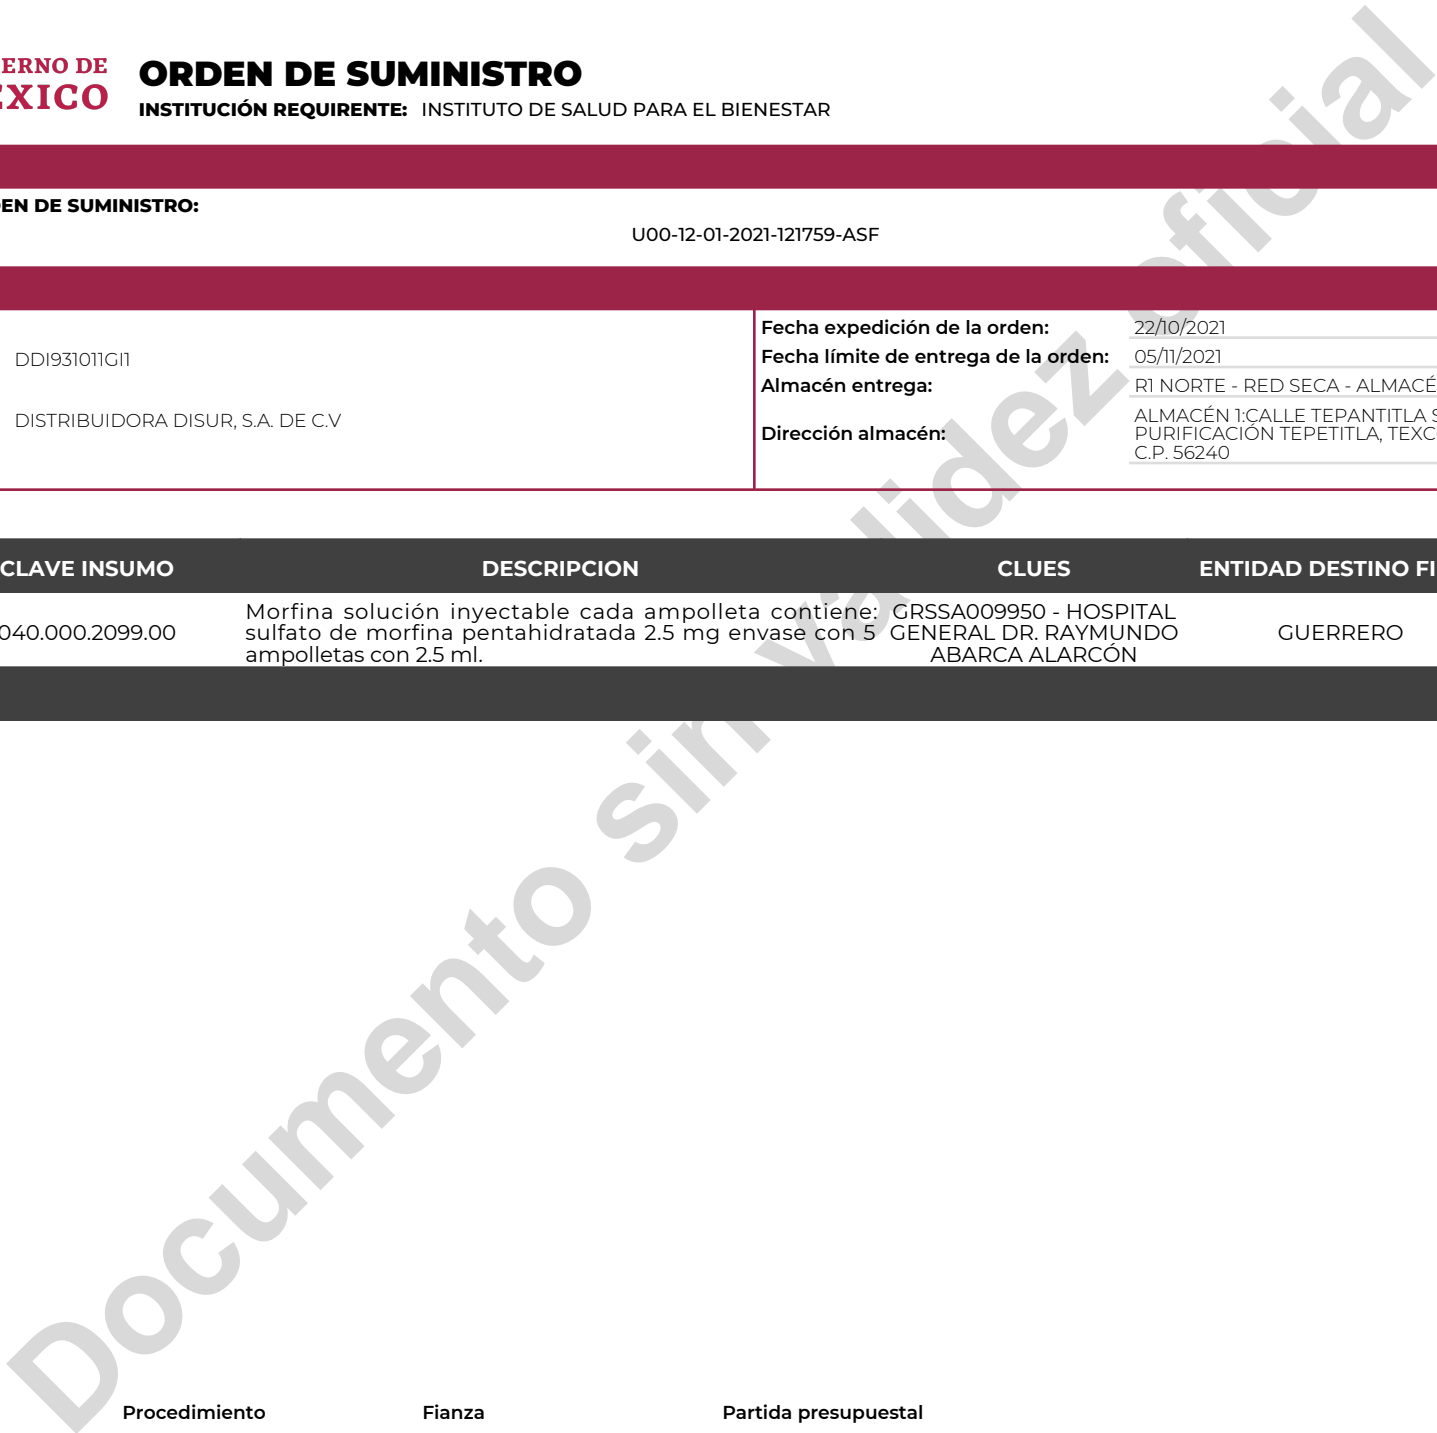 ERNO DE
EXICO
ORDEN DE SUMINISTRO
INSTITUCIÓN REQUIRENTE: INSTITUTO DE SALUD PARA EL BIENESTAR
EN DE SUMINISTRO:
U00-12-01-2021-121759-ASF
DDI931011GI1
DISTRIBUIDORA DISUR, S.A. DE C.V
Fecha expedición de la orden: 22/10/2021
Fecha límite de entrega de la orden: 05/11/2021
Almacén entrega: R1 NORTE - RED SECA - ALMACÉ
Dirección almacén:
ALMACÉN 1:CALLE TEPANTITLA S
PURIFICACIÓN TEPETITLA, TEXC
C.P. 56240
CLAVE INSUMO DESCRIPCION CLUES ENTIDAD DESTINO FI
040.000.2099.00
Morfina solución inyectable cada ampolleta contiene:
sulfato de morfina pentahidratada 2.5 mg envase con 5
ampolletas con 2.5 ml.
GRSSA009950 - HOSPITAL
GENERAL DR. RAYMUNDO
ABARCA ALARCÓN
GUERRERO
Documento sin validez oficial
Procedimiento Fianza Partida presupuestal